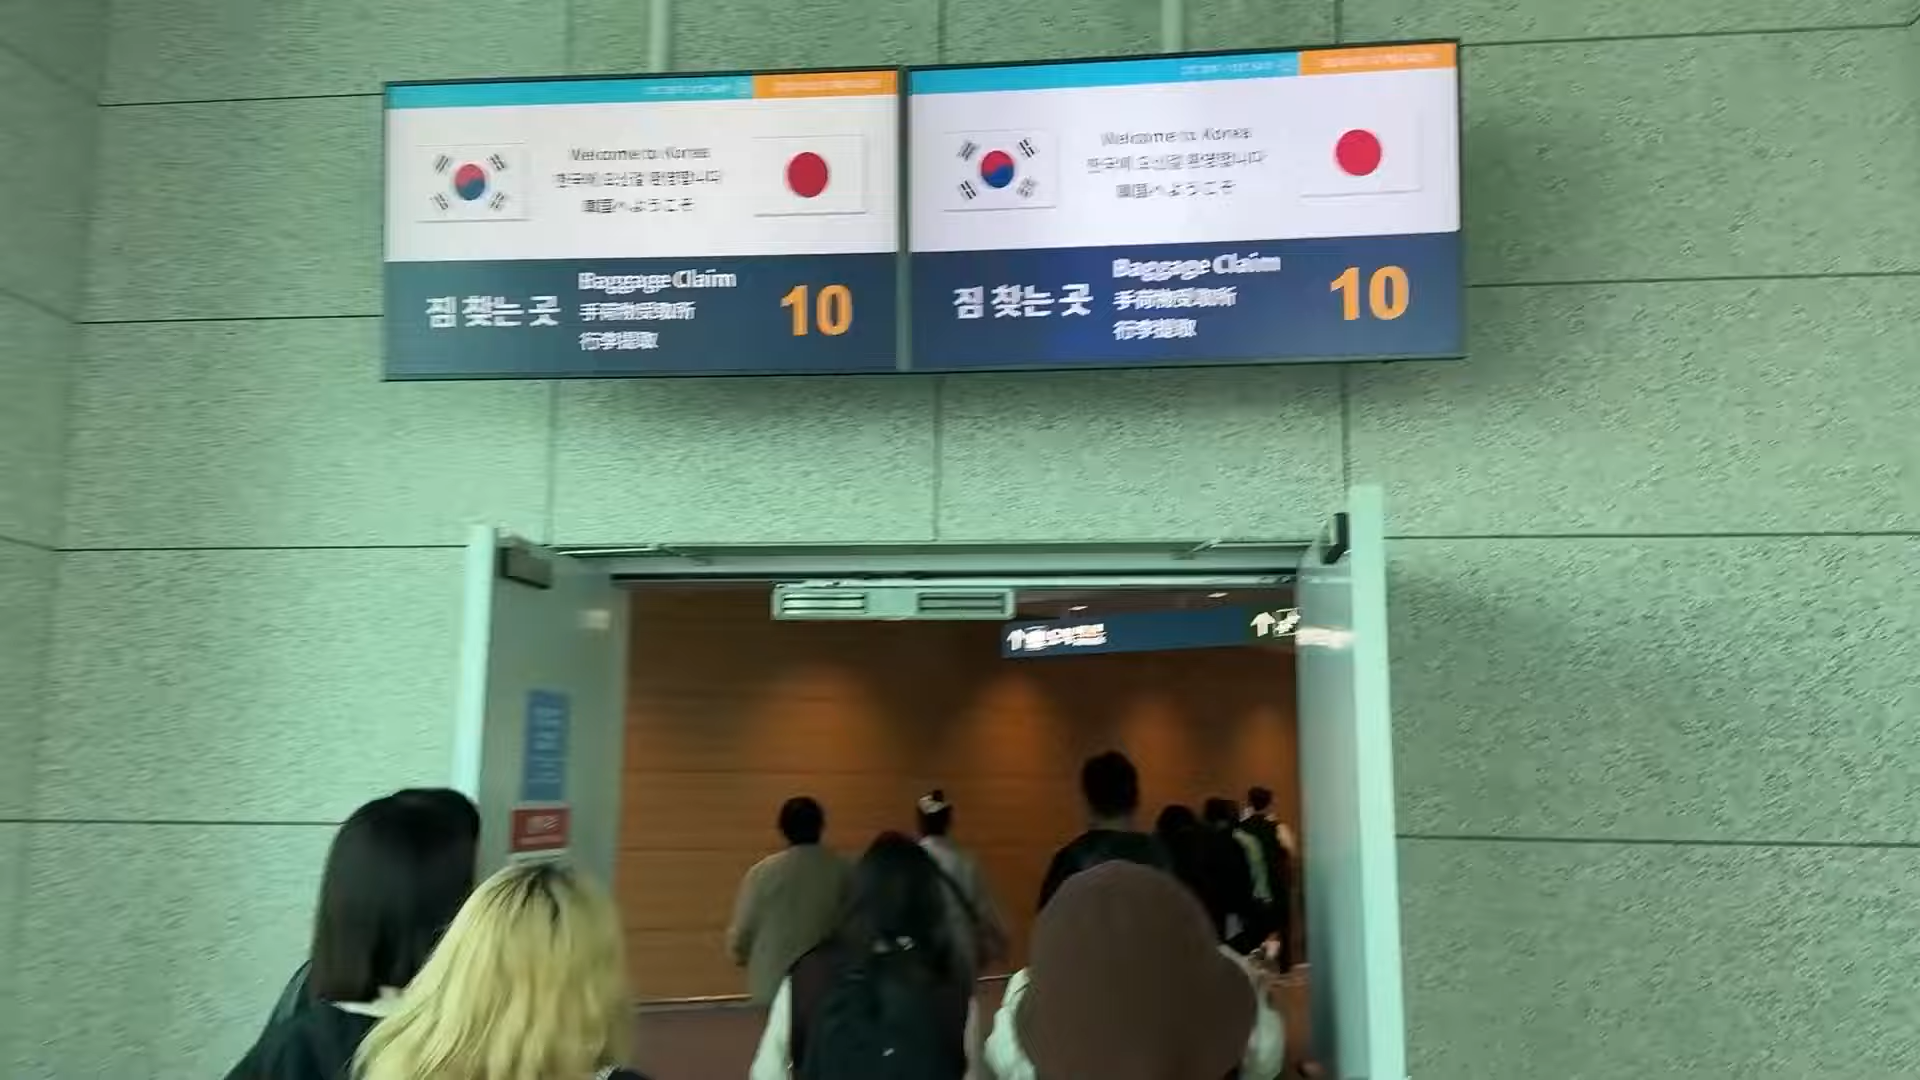 Welcome to Korea
한국에 오신걸 환영합니다
韓国へようこそ
짐 찾는 곳
Baggage Claim
手荷物受取所
行李提取
10
Welcome to Korea
한국에 오신걸 환영합니다
韓国へようこそ
짐 찾는 곳
Baggage Claim
手荷物受取所
行李提取
10